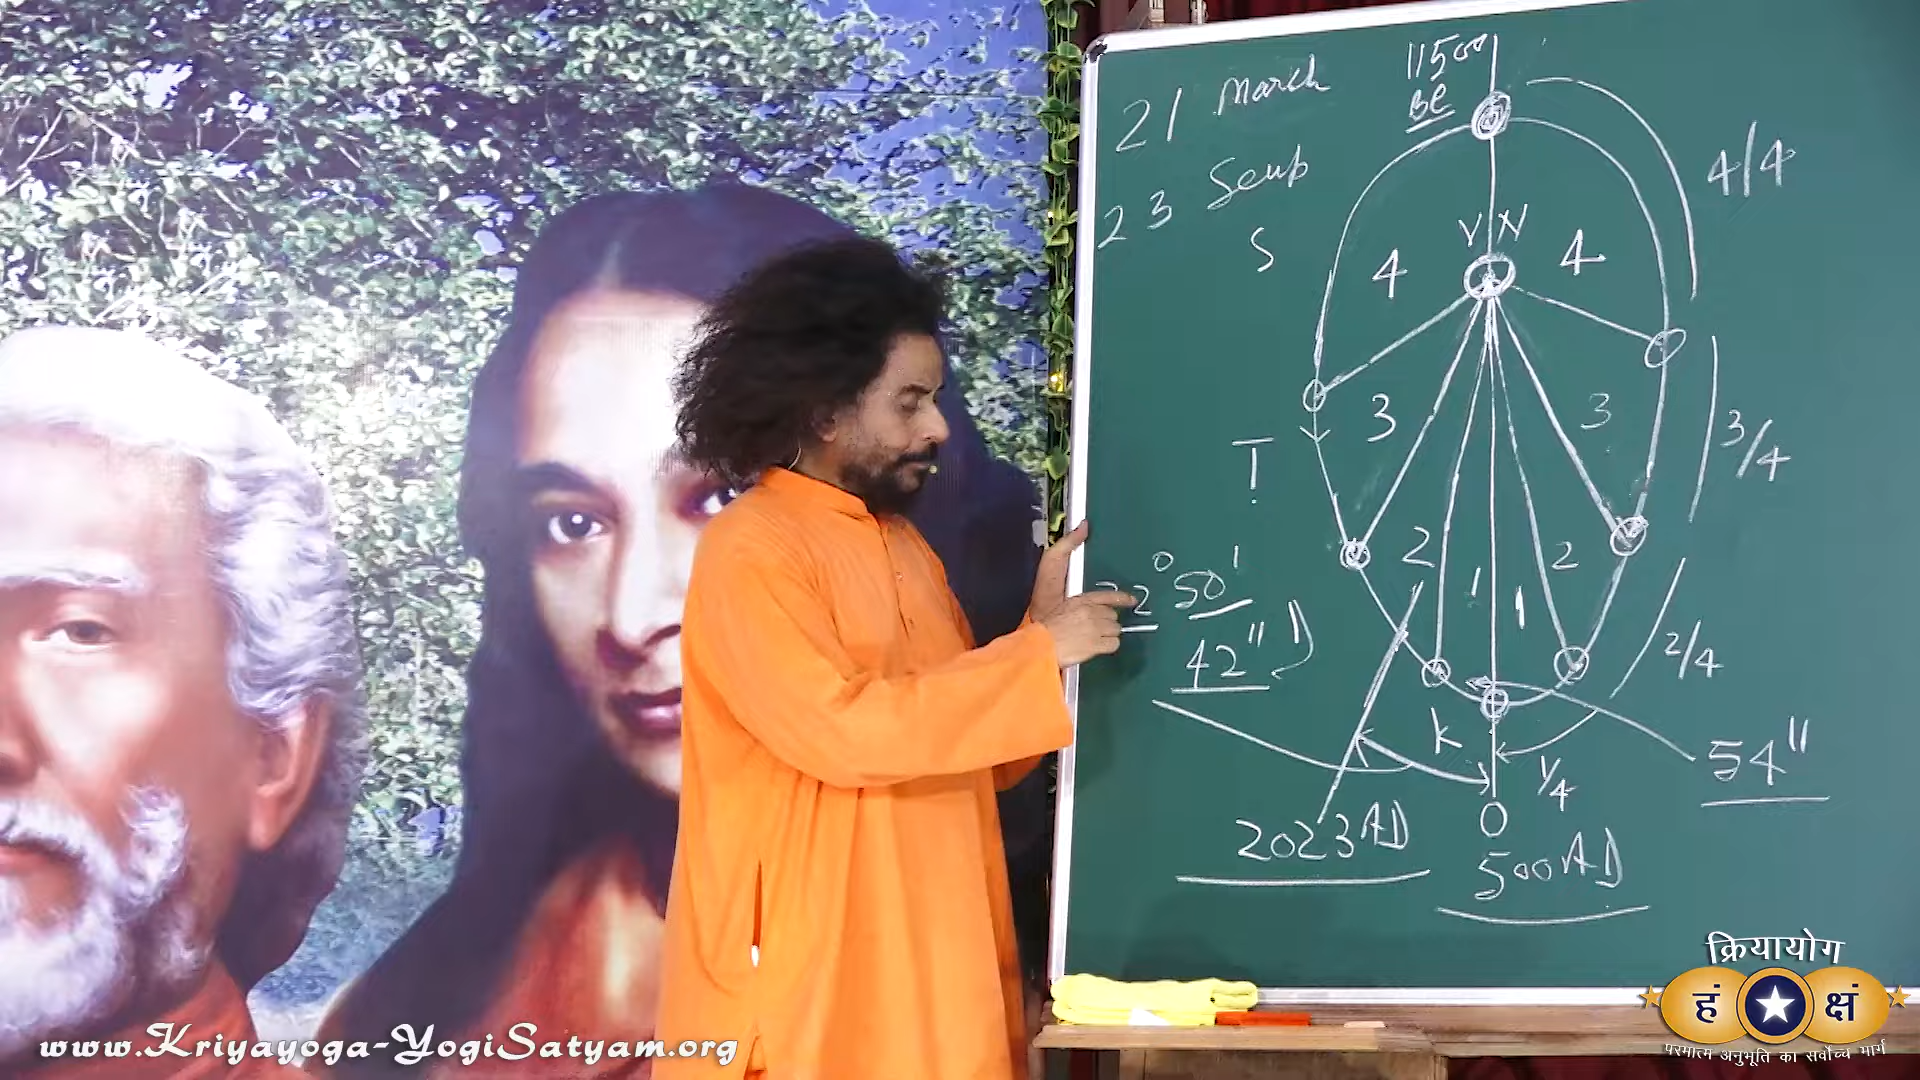 21 March
11500
BC
23 Seup
S
4/4
V N
4 4
3 3
3/4
T
22° 50'
42"
2 2
1 1
2/4
K
1/4
54"
2023 AD
0
500 AD
क्रियायोग
हं क्षं
परमात्म अनुभूति का सर्वोच्च मार्ग
www.Kriyayoga-YogiSatyam.org